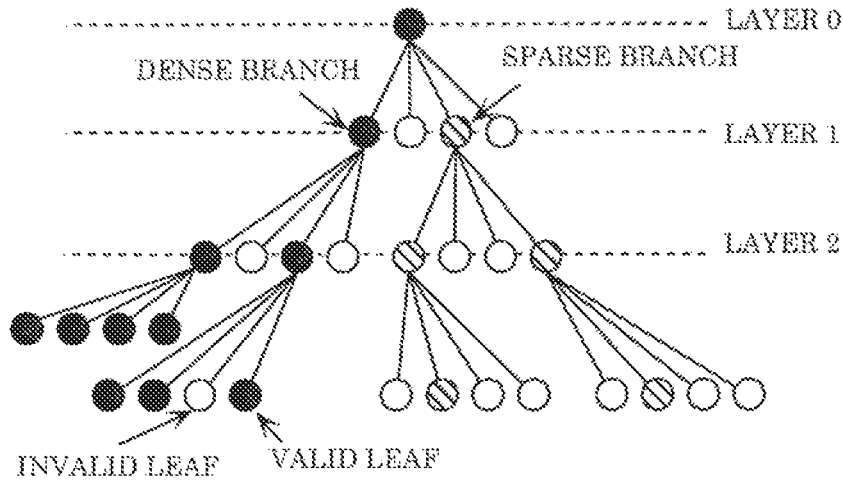 LAYER 0
DENSE BRANCH
SPARSE BRANCH
LAYER 1
LAYER 2
INVALID LEAF
VALID LEAF